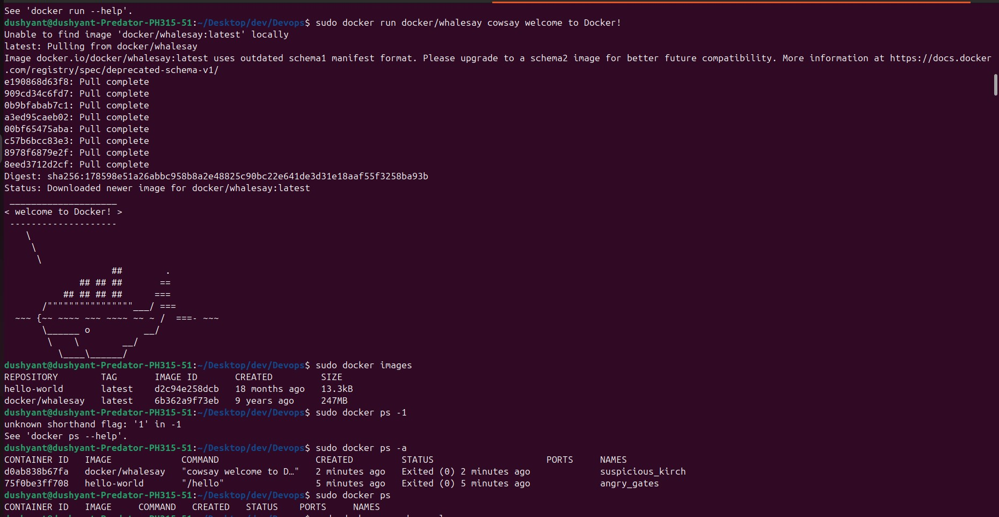 See 'docker run --help'.
dushyant@dushyant-Predator-PH315-51:~/Desktop/dev/Devops$ sudo docker run docker/whalesay cowsay welcome to Docker!
Unable to find image 'docker/whalesay:latest' locally
latest: Pulling from docker/whalesay
Image docker.io/docker/whalesay:latest uses outdated schema1 manifest format. Please upgrade to a schema2 image for better future compatibility. More information at https://docs.docker
.com/registry/spec/deprecated-schema-v1/
e190868d63f8: Pull complete
909cd34c6fd7: Pull complete
0b9bfabab7c1: Pull complete
a3ed95caeb02: Pull complete
00bf65475aba: Pull complete
c57b6bcc83e3: Pull complete
8978f6879e2f: Pull complete
8eed3712d2cf: Pull complete
Digest: sha256:178598e51a26abbc958b8a2e48825c90bc22e641de3d31e18aaf55f3258ba93b
Status: Downloaded newer image for docker/whalesay:latest
 ____________________
< welcome to Docker! >
 --------------------
    \
     \
      \
                    ##        .
              ## ## ##       ==
           ## ## ## ##      ===
       /""""""""""""""""___/ ===
  ~~~ {~~ ~~~~ ~~~ ~~~~ ~~ ~ /  ===- ~~~
       \______ o          __/
        \    \        __/
          \____\______/
dushyant@dushyant-Predator-PH315-51:~/Desktop/dev/Devops$ sudo docker images
REPOSITORY        TAG       IMAGE ID       CREATED         SIZE
hello-world       latest    d2c94e258dcb   18 months ago   13.3kB
docker/whalesay   latest    6b362a9f73eb   9 years ago     247MB
dushyant@dushyant-Predator-PH315-51:~/Desktop/dev/Devops$ sudo docker ps -1
unknown shorthand flag: '1' in -1
See 'docker ps --help'.
dushyant@dushyant-Predator-PH315-51:~/Desktop/dev/Devops$ sudo docker ps -a
CONTAINER ID   IMAGE             COMMAND                  CREATED         STATUS                     PORTS     NAMES
d0ab838b67fa   docker/whalesay   "cowsay welcome to D…"   2 minutes ago   Exited (0) 2 minutes ago             suspicious_kirch
75f0be3ff708   hello-world       "/hello"                 5 minutes ago   Exited (0) 5 minutes ago             angry_gates
dushyant@dushyant-Predator-PH315-51:~/Desktop/dev/Devops$ sudo docker ps
CONTAINER ID   IMAGE     COMMAND   CREATED   STATUS    PORTS     NAMES